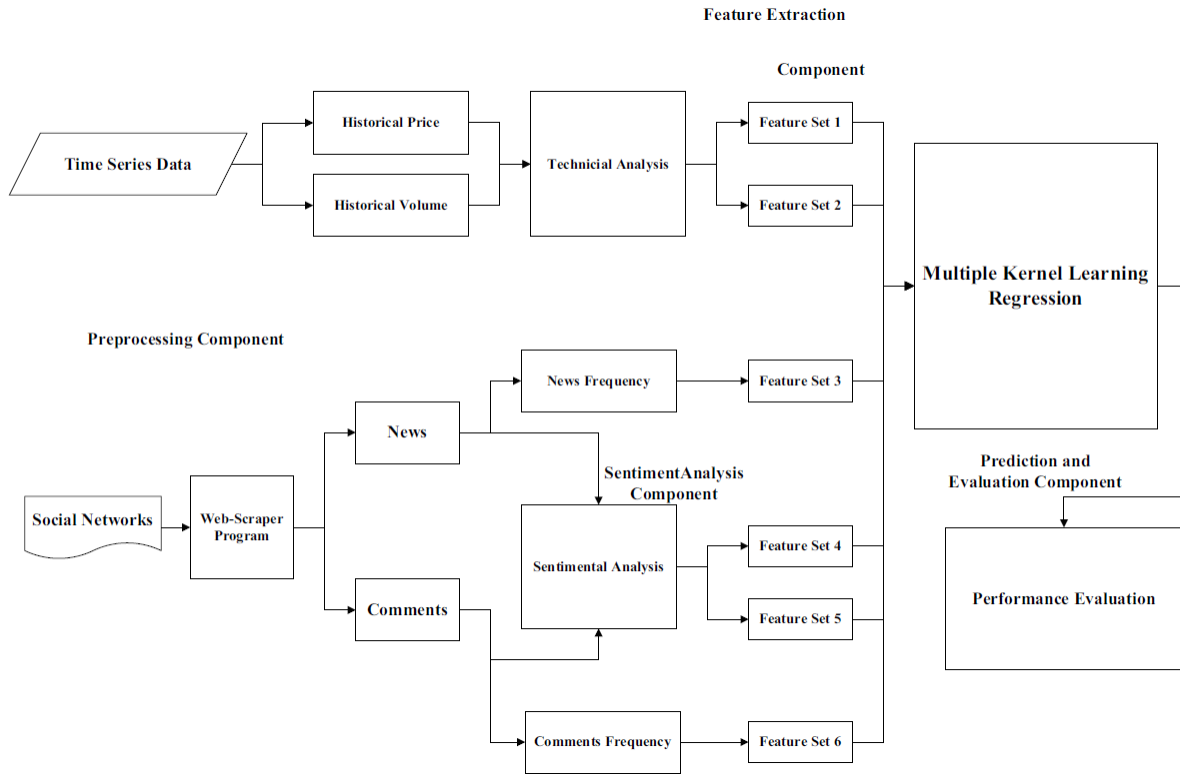 Feature Extraction
Component
Historical Price
Feature Set 1
Time Series Data
Technicial Analysis
Historical Volume
Feature Set 2
Multiple Kernel Learning
Regression
Preprocessing Component
News Frequency
Feature Set 3
News
SentimentAnalysis
Component
Prediction and
Evaluation Component
Social Networks
Web-Scraper
Program
Feature Set 4
Sentimental Analysis
Performance Evaluation
Comments
Feature Set 5
Comments Frequency
Feature Set 6